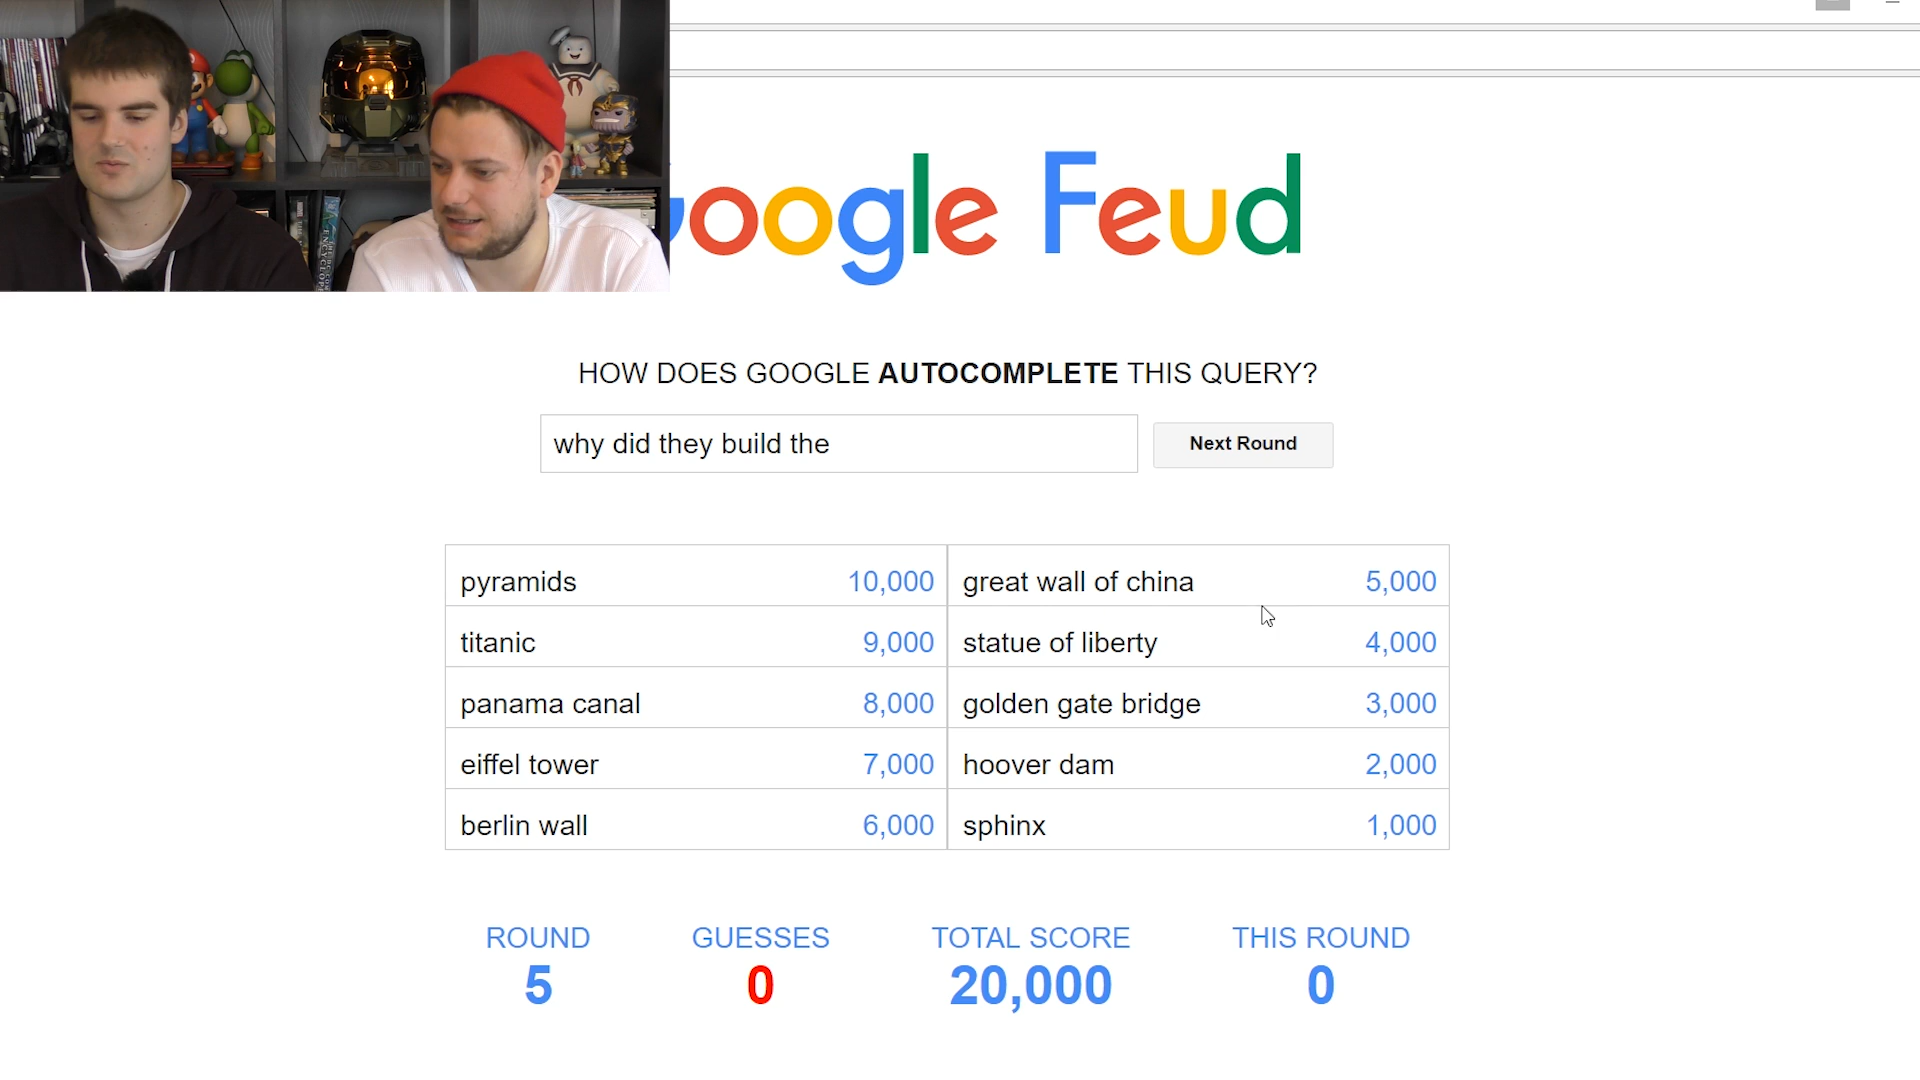 oogle Feud
HOW DOES GOOGLE AUTOCOMPLETE THIS QUERY?
why did they build the
Next Round
pyramids 10,000 great wall of china 5,000
titanic 9,000 statue of liberty 4,000
panama canal 8,000 golden gate bridge 3,000
eiffel tower 7,000 hoover dam 2,000
berlin wall 6,000 sphinx 1,000
ROUND GUESSES TOTAL SCORE THIS ROUND
5 0 20,000 0